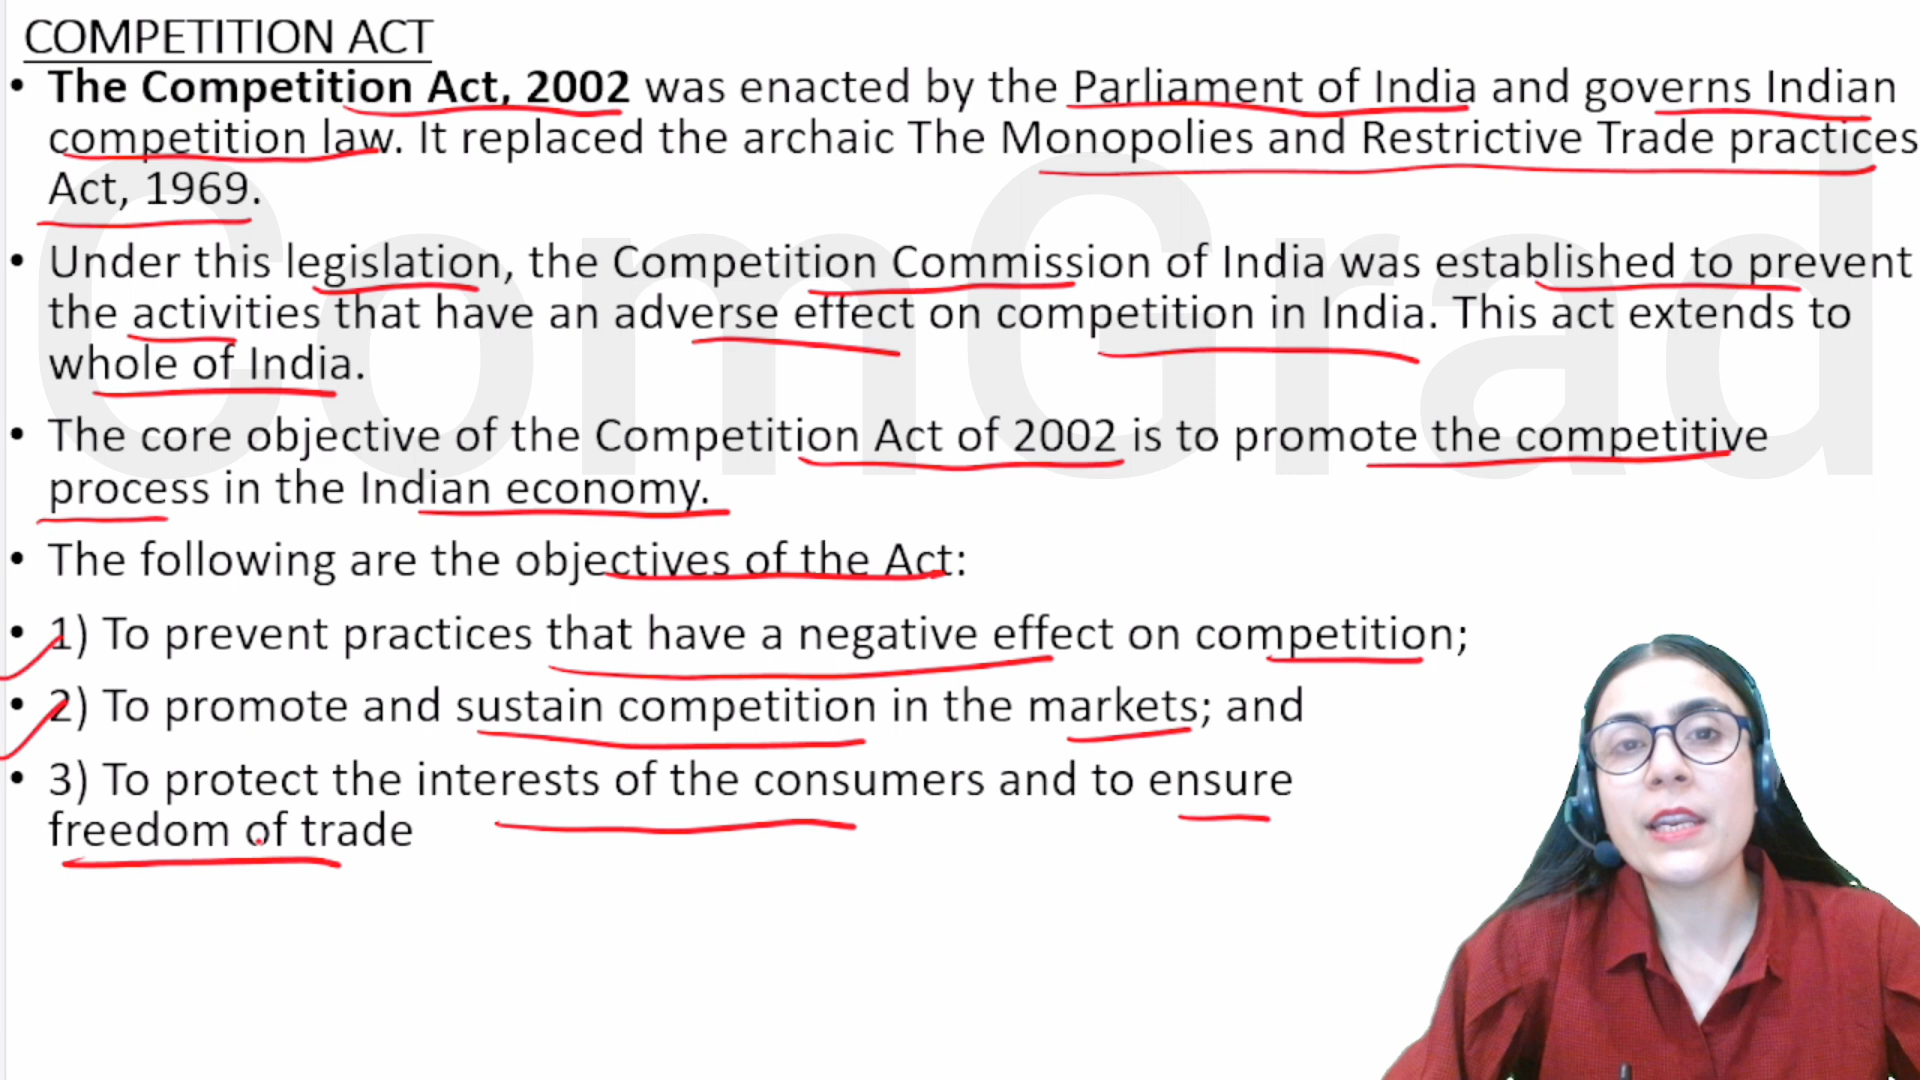 COMPETITION ACT
• The Competition Act, 2002 was enacted by the Parliament of India and governs Indian
competition law. It replaced the archaic The Monopolies and Restrictive Trade practices
Act, 1969.
• Under this legislation, the Competition Commission of India was established to prevent
the activities that have an adverse effect on competition in India. This act extends to
whole of India.
• The core objective of the Competition Act of 2002 is to promote the competitive
process in the Indian economy.
• The following are the objectives of the Act:
• 1) To prevent practices that have a negative effect on competition;
• 2) To promote and sustain competition in the markets; and
• 3) To protect the interests of the consumers and to ensure
freedom of trade
ComGrad